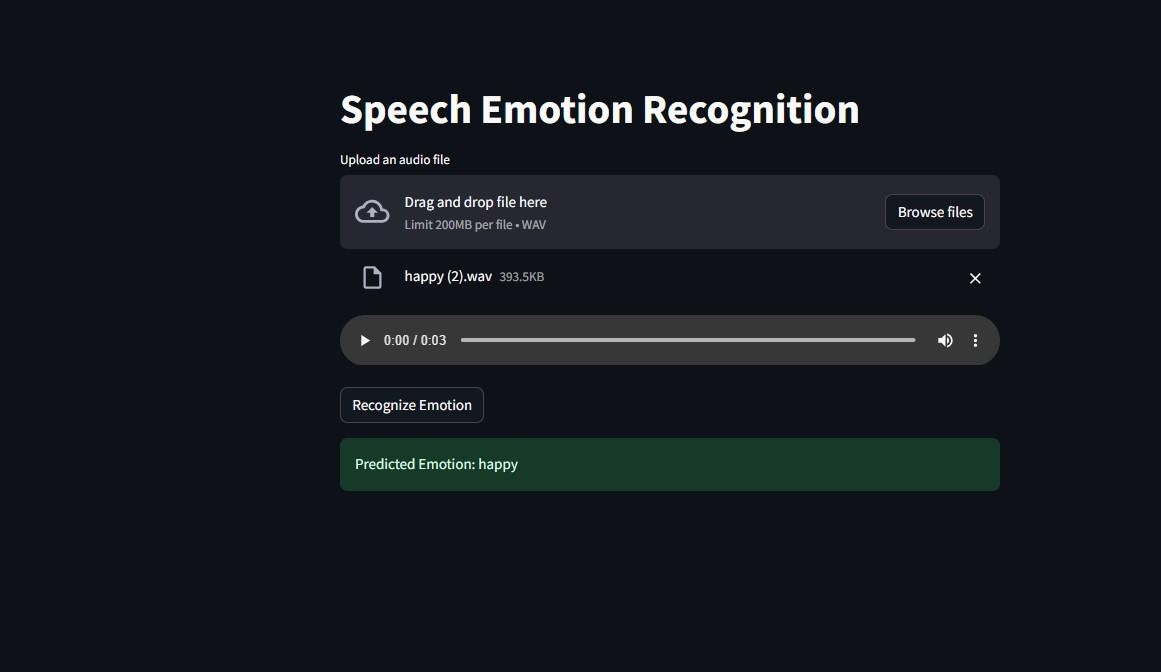 Speech Emotion Recognition
Upload an audio file
Drag and drop file here
Limit 200MB per file • WAV
Browse files
happy (2).wav 393.5KB
0:00 / 0:03
Recognize Emotion
Predicted Emotion: happy